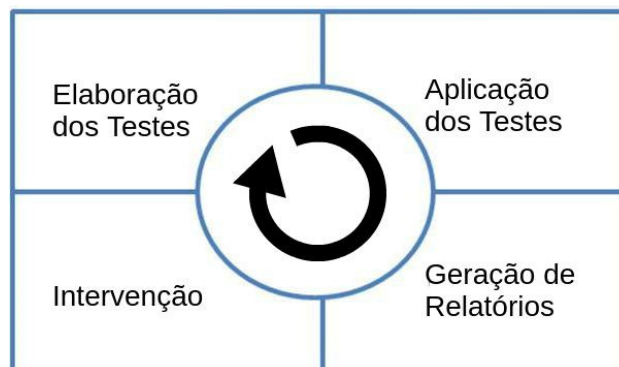 Elaboração
dos Testes
Aplicação
dos Testes
Intervenção
Geração de
Relatórios